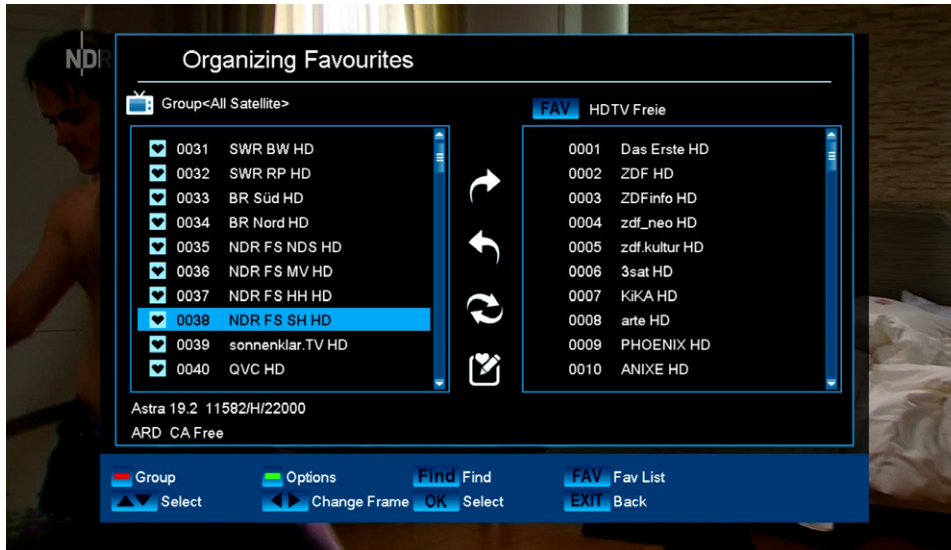 NDR
Organizing Favourites
Group<All Satellite>
FAV HDTV Freie
0031 SWR BW HD
0032 SWR RP HD
0033 BR Süd HD
0034 BR Nord HD
0035 NDR FS NDS HD
0036 NDR FS MV HD
0037 NDR FS HH HD
0038 NDR FS SH HD
0039 sonnenklar.TV HD
0040 QVC HD
0001 Das Erste HD
0002 ZDF HD
0003 ZDFinfo HD
0004 zdf_neo HD
0005 zdf.kultur HD
0006 3sat HD
0007 KiKA HD
0008 arte HD
0009 PHOENIX HD
0010 ANIXE HD
Astra 19.2 11582/H/22000
ARD CA Free
Group Options Find Find FAV Fav List
Select Change Frame OK Select EXIT Back